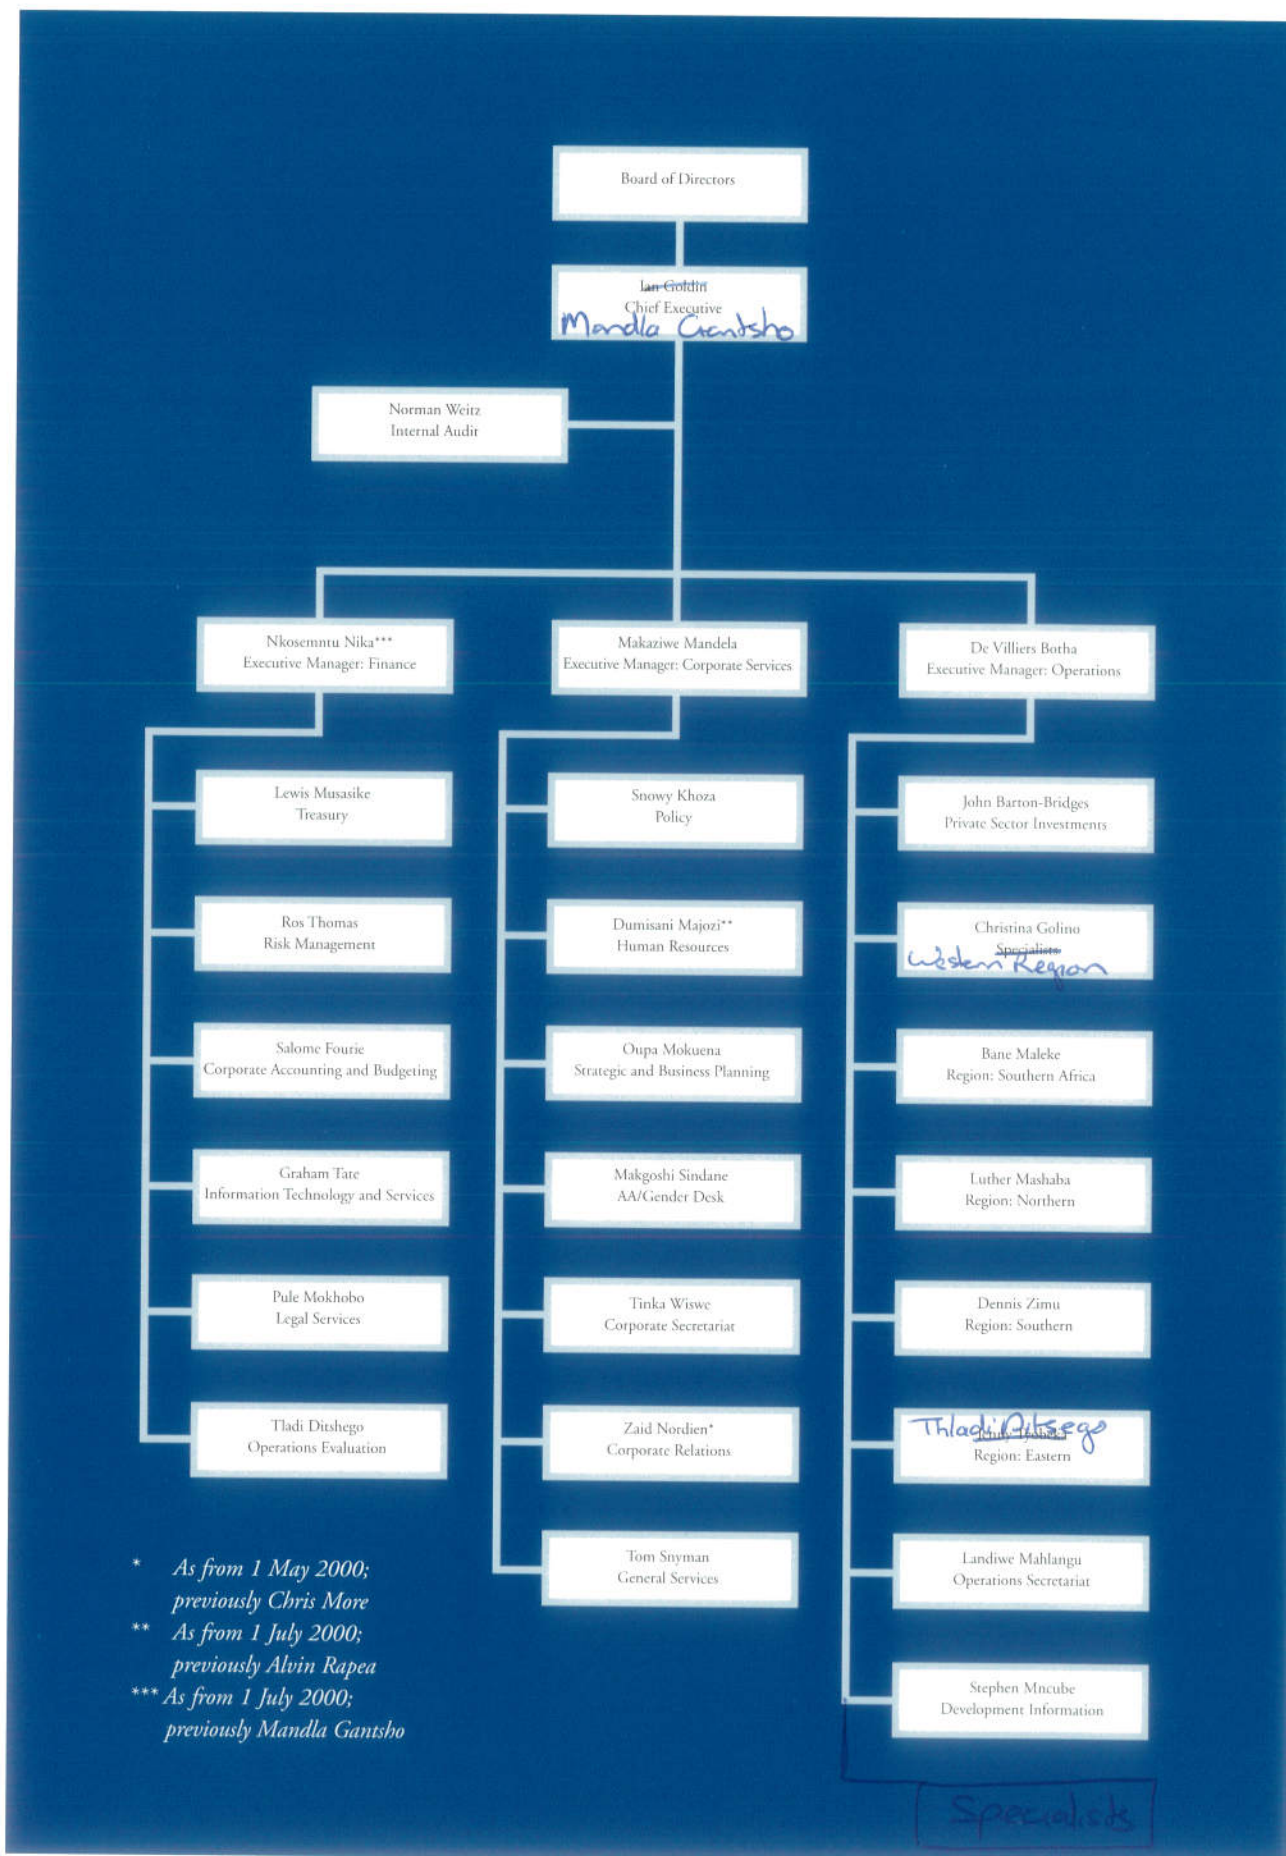 Board of Directors
Ian Goldin
Chief Executive
Mandla Gantsho
Norman Weitz
Internal Audit
Nkosemntu Nika***
Executive Manager: Finance
Makaziwe Mandela
Executive Manager: Corporate Services
De Villiers Botha
Executive Manager: Operations
Lewis Musasike
Treasury
Ros Thomas
Risk Management
Salome Fourie
Corporate Accounting and Budgeting
Graham Tate
Information Technology and Services
Pule Mokhobo
Legal Services
Tladi Ditshego
Operations Evaluation
Snowy Khoza
Policy
Dumisani Majozi**
Human Resources
Oupa Mokuena
Strategic and Business Planning
Makgoshi Sindane
AA/Gender Desk
Tinka Wiswe
Corporate Secretariat
Zaid Nordien*
Corporate Relations
Tom Snyman
General Services
John Barton-Bridges
Private Sector Investments
Christina Golino
Specialists
Western Region
Bane Maleke
Region: Southern Africa
Luther Mashaba
Region: Northern
Dennis Zimu
Region: Southern
Thladi Ditsego
Region: Eastern
Landiwe Mahlangu
Operations Secretariat
Stephen Mncube
Development Information
Specialists
* As from 1 May 2000;
previously Chris More
** As from 1 July 2000;
previously Alvin Rapea
*** As from 1 July 2000;
previously Mandla Gantsho